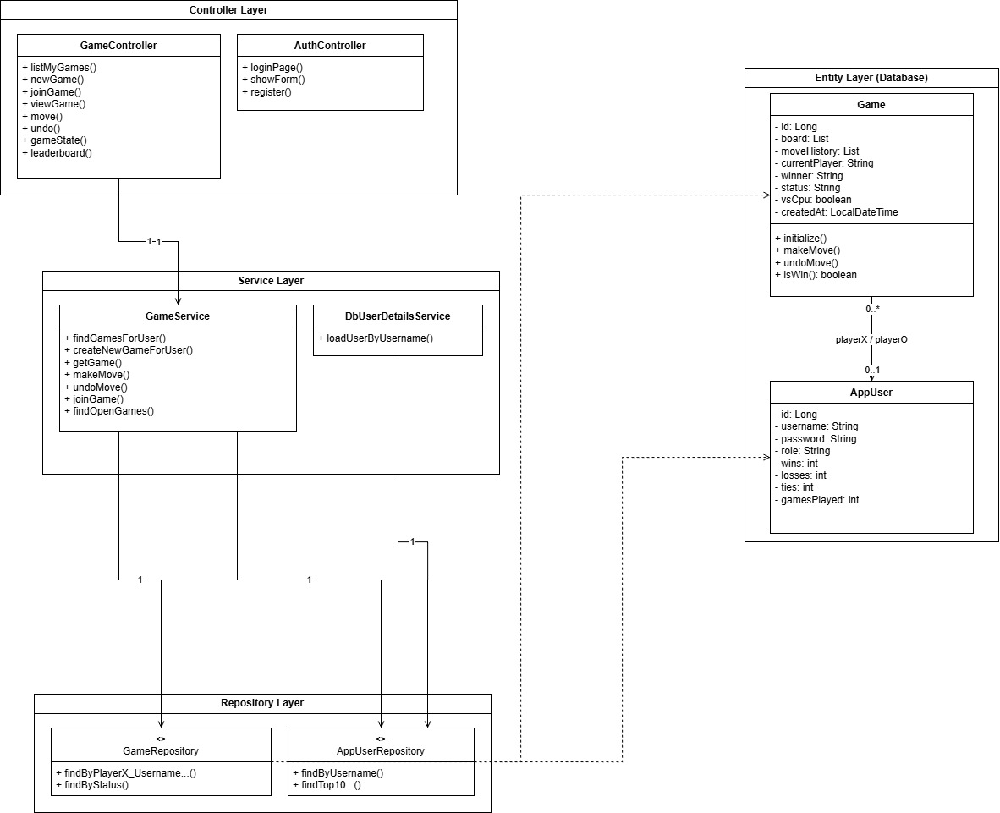 Controller Layer
GameController
+ listMyGames()
+ newGame()
+ joinGame()
+ viewGame()
+ move()
+ undo()
+ gameState()
+ leaderboard()
AuthController
+ loginPage()
+ showForm()
+ register()
1
1
Service Layer
GameService
+ findGamesForUser()
+ createNewGameForUser()
+ getGame()
+ makeMove()
+ undoMove()
+ joinGame()
+ findOpenGames()
DbUserDetailsService
+ loadUserByUsername()
1
1
1
Repository Layer
<>
GameRepository
+ findByPlayerX_Username...()
+ findByStatus()
<>
AppUserRepository
+ findByUsername()
+ findTop10...()
Entity Layer (Database)
Game
- id: Long
- board: List
- moveHistory: List
- currentPlayer: String
- winner: String
- status: String
- vsCpu: boolean
- createdAt: LocalDateTime
+ initialize()
+ makeMove()
+ undoMove()
+ isWin(): boolean
0..*
playerX / playerO
0..1
AppUser
- id: Long
- username: String
- password: String
- role: String
- wins: int
- losses: int
- ties: int
- gamesPlayed: int